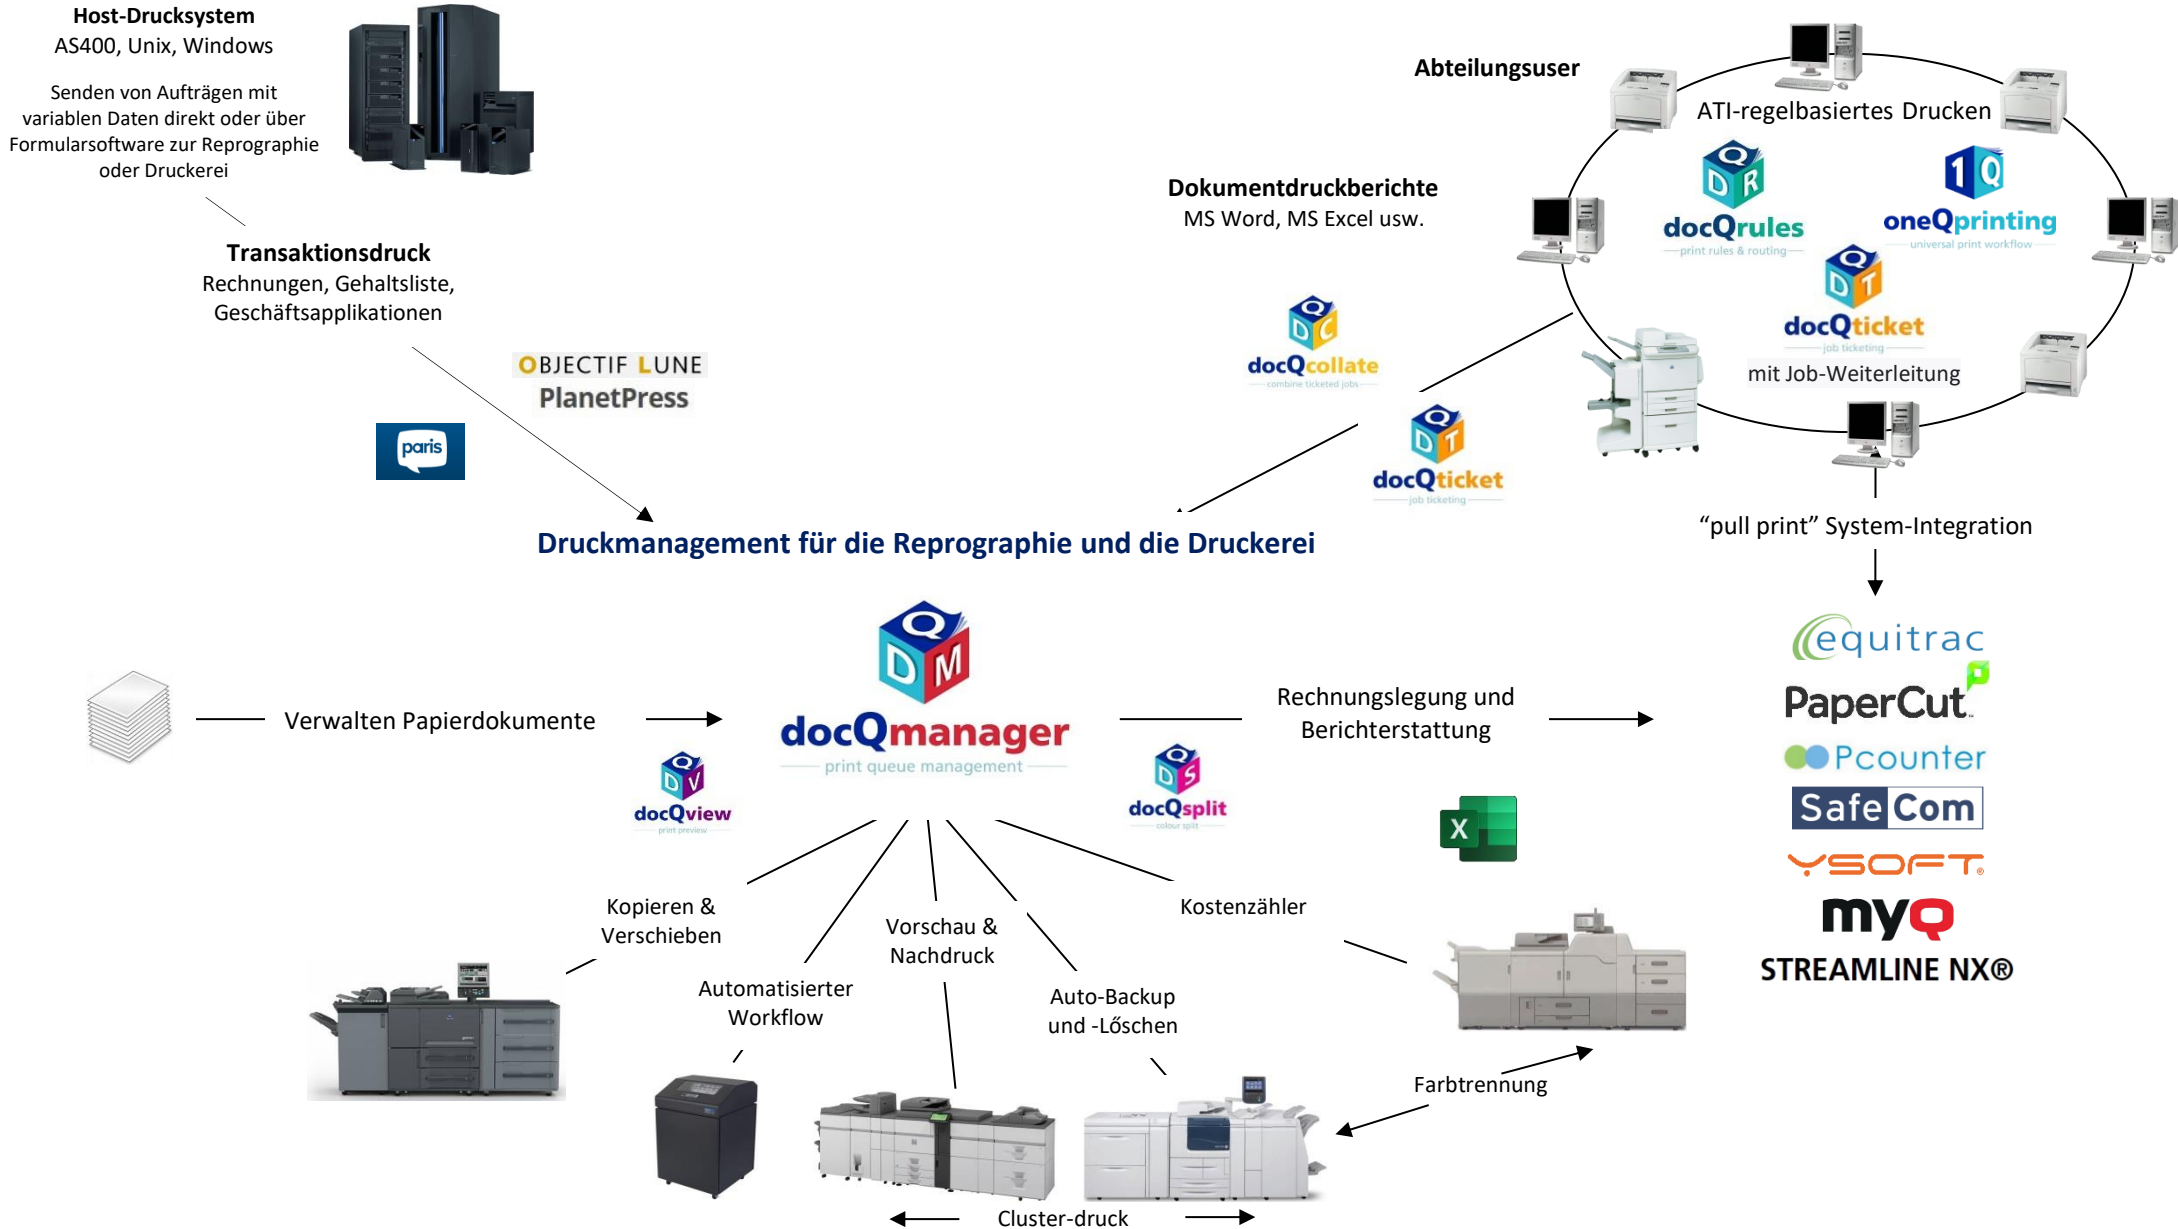 Host-Drucksystem
AS400, Unix, Windows
Senden von Aufträgen mit
variablen Daten direkt oder über
Formularsoftware zur Reprographie
oder Druckerei
Transaktionsdruck
Rechnungen, Gehaltsliste,
Geschäftsapplikationen
OBJECTIF LUNE
PlanetPress
paris
Abteilungsuser
ATI-regelbasiertes Drucken
Dokumentdruckberichte
MS Word, MS Excel usw.
Q
D R
docQrules
print rules & routing
1 Q
oneQprinting
universal print workflow
Q
D T
docQticket
job ticketing
mit Job-Weiterleitung
Q
D C
docQcollate
combine ticketed jobs
Q
D T
docQticket
job ticketing
“pull print” System-Integration
Druckmanagement für die Reprographie und die Druckerei
Verwalten Papierdokumente
Q
D M
docQmanager
print queue management
Q
D V
docQview
print preview
Q
D S
docQsplit
colour split
Rechnungslegung und
Berichterstattung
X
equitrac
PaperCut
Pcounter
SafeCom
YSOFT®
myQ
STREAMLINE NX®
Kopieren &
Verschieben
Automatisierter
Workflow
Vorschau &
Nachdruck
Auto-Backup
und -Lőschen
Kostenzähler
Farbtrennung
Cluster-druck